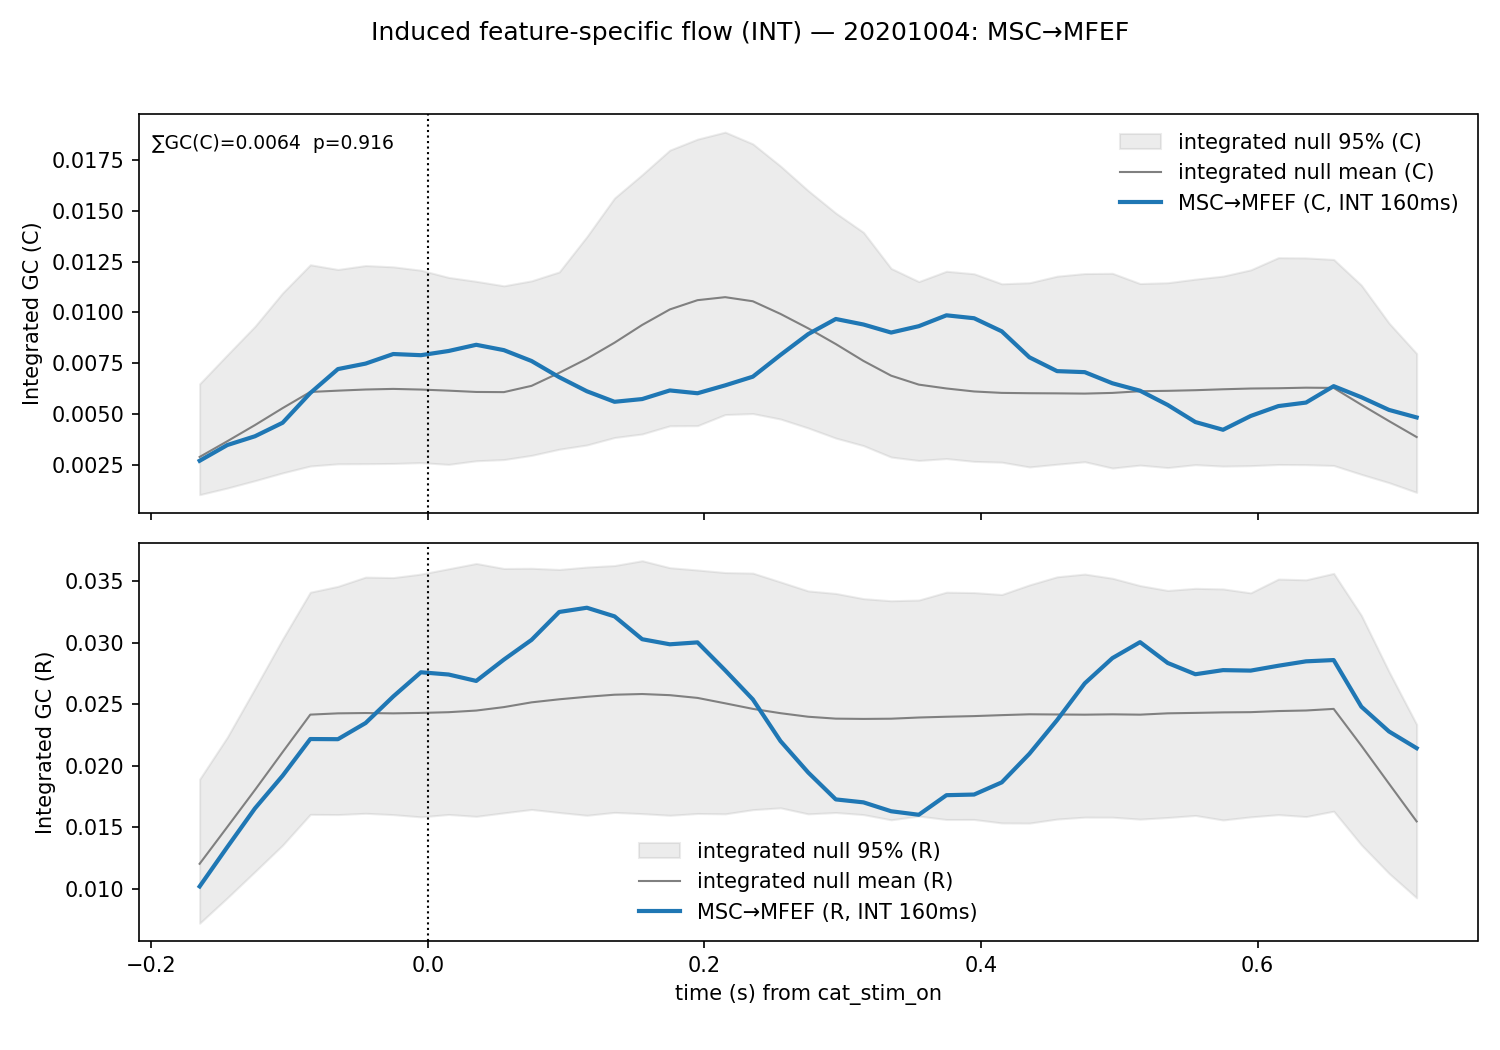 Induced feature-specific flow (INT) — 20201004: MSC→MFEF
∑GC(C)=0.0064  p=0.916
integrated null 95% (C)
integrated null mean (C)
MSC→MFEF (C, INT 160ms)
Integrated GC (C)
0.0175
0.0150
0.0125
0.0100
0.0075
0.0050
0.0025
Integrated GC (R)
0.035
0.030
0.025
0.020
0.015
0.010
integrated null 95% (R)
integrated null mean (R)
MSC→MFEF (R, INT 160ms)
−0.2 0.0 0.2 0.4 0.6
time (s) from cat_stim_on